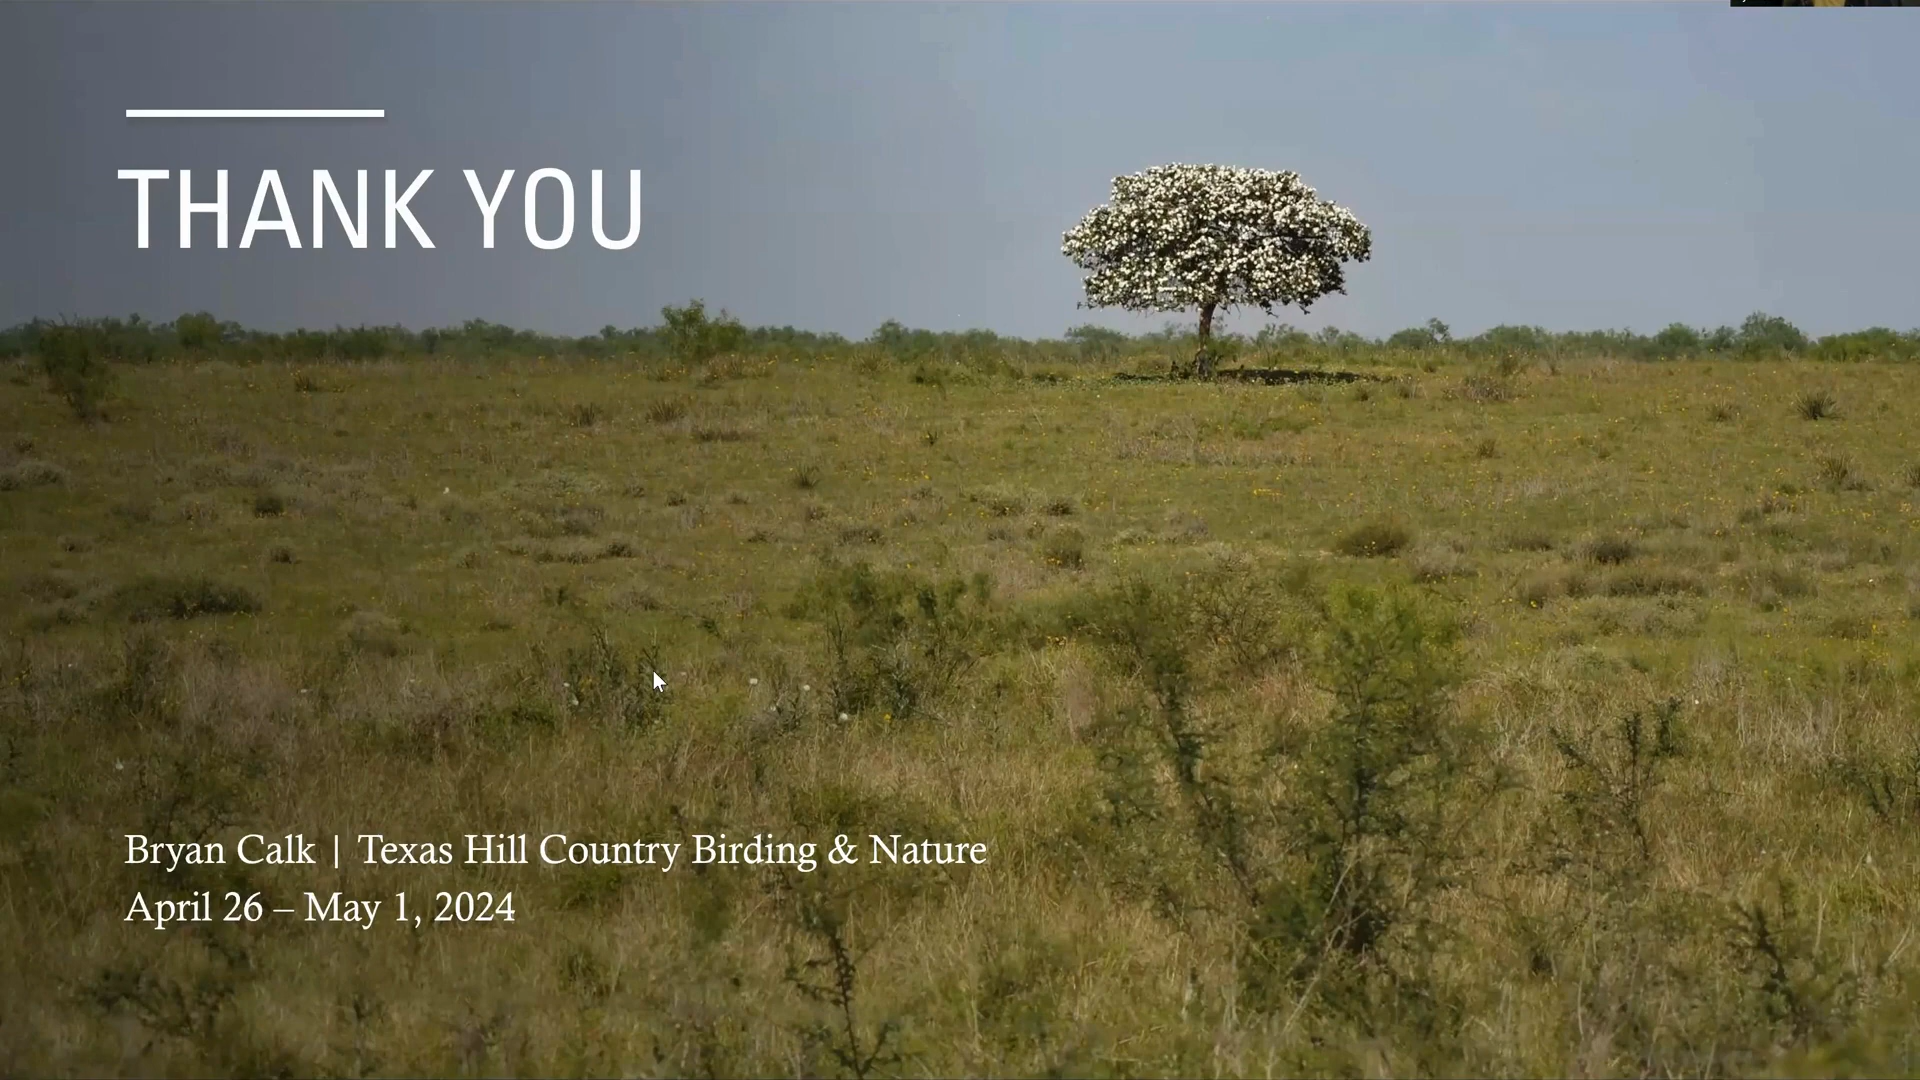 THANK YOU
Bryan Calk | Texas Hill Country Birding & Nature
April 26 – May 1, 2024